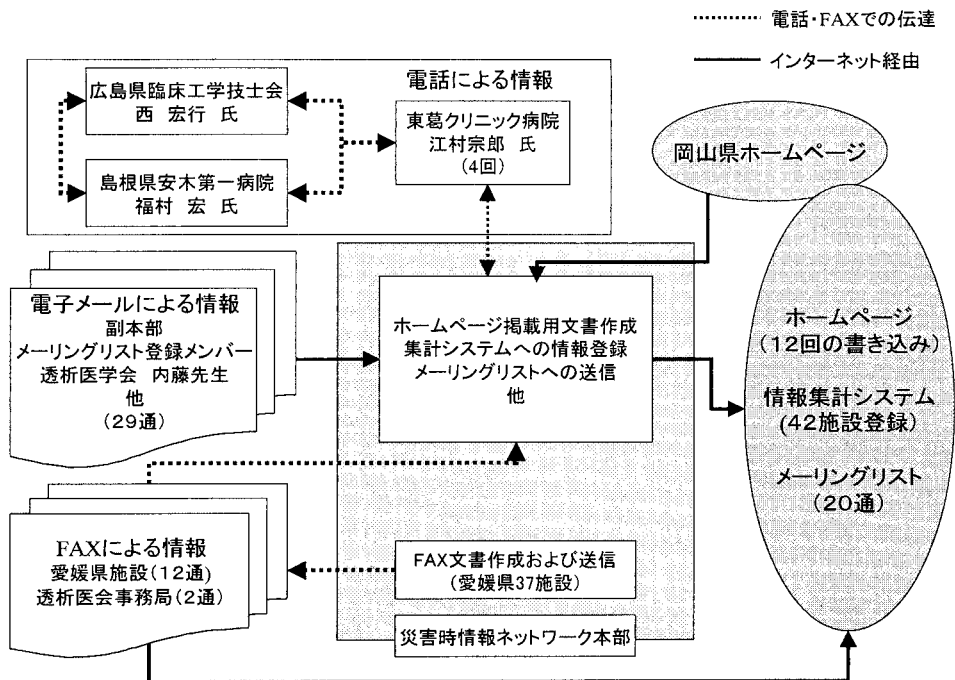 電話・FAXでの伝達
インターネット経由
電話による情報
広島県臨床工学技士会
西 宏行 氏
島根県安木第一病院
福村 宏 氏
東葛クリニック病院
江村宗郎 氏
(4回)
岡山県ホームページ
電子メールによる情報
副本部
メーリングリスト登録メンバー
透析医学会 内藤先生
他
(29通)
ホームページ掲載用文書作成
集計システムへの情報登録
メーリングリストへの送信
他
ホームページ
(12回の書き込み)
情報集計システム
(42施設登録)
メーリングリスト
(20通)
FAXによる情報
愛媛県施設(12通)
透析医会事務局(2通)
FAX文書作成および送信
(愛媛県37施設)
災害時情報ネットワーク本部